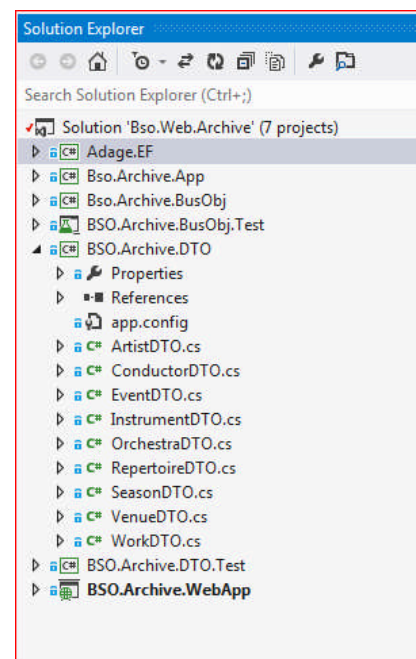 Solution Explorer
Search Solution Explorer (Ctrl+;)
Solution 'Bso.Web.Archive' (7 projects)
C# Adage.EF
C# Bso.Archive.App
C# Bso.Archive.BusObj
BSO.Archive.BusObj.Test
C# BSO.Archive.DTO
Properties
References
app.config
C# ArtistDTO.cs
C# ConductorDTO.cs
C# EventDTO.cs
C# InstrumentDTO.cs
C# OrchestraDTO.cs
C# RepertoireDTO.cs
C# SeasonDTO.cs
C# VenueDTO.cs
C# WorkDTO.cs
C# BSO.Archive.DTO.Test
BSO.Archive.WebApp